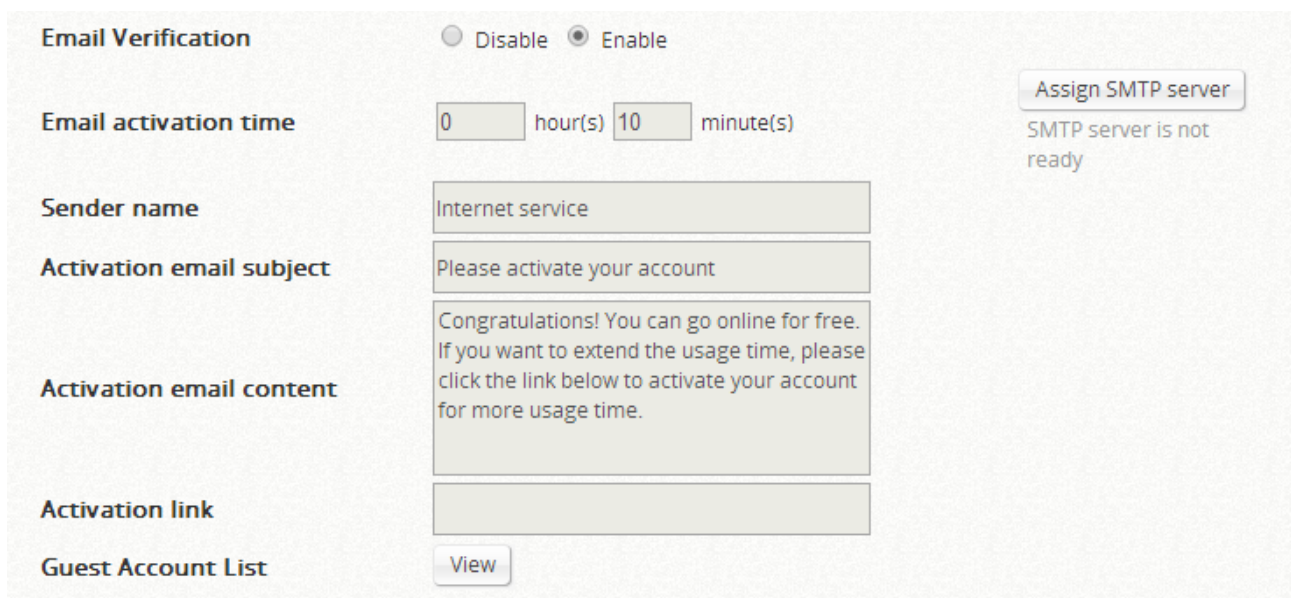 Email Verification Disable Enable
Assign SMTP server
Email activation time 0 hour(s) 10 minute(s)
SMTP server is not
ready
Sender name Internet service
Activation email subject Please activate your account
Congratulations! You can go online for free.
If you want to extend the usage time, please
click the link below to activate your account
for more usage time.
Activation email content
Activation link
Guest Account List View